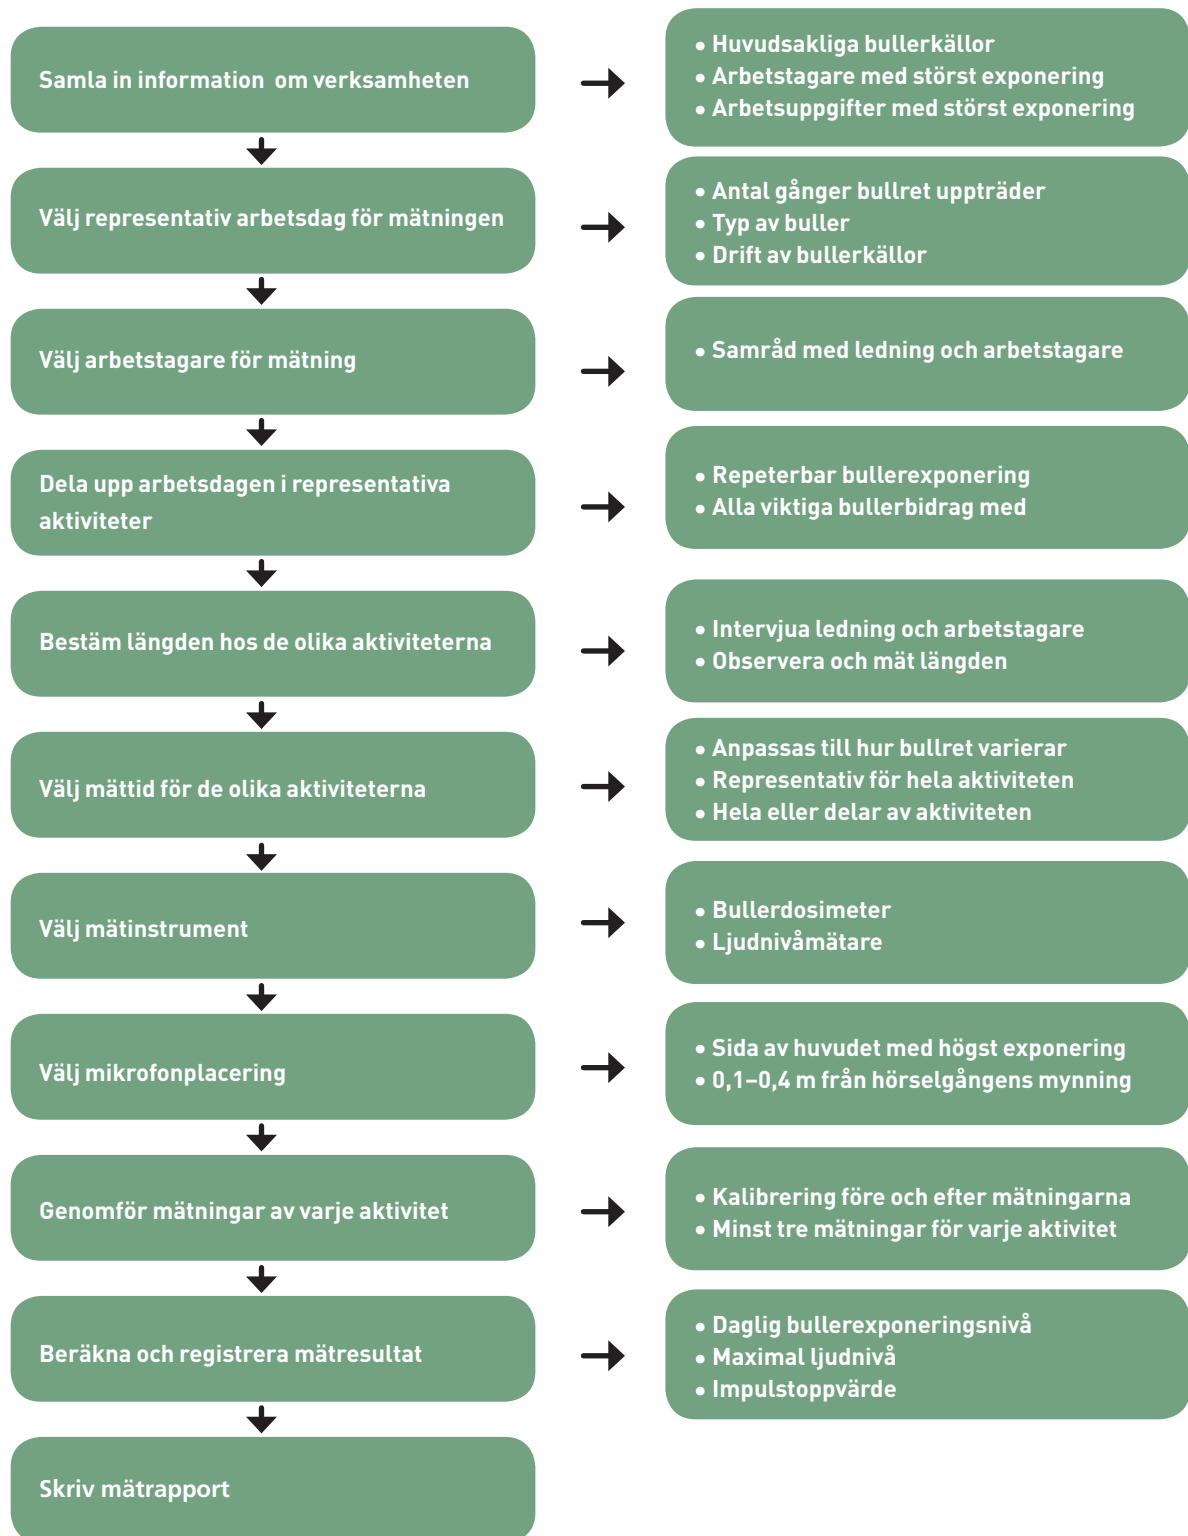 Samla in information om verksamheten
• Huvudsakliga bullerkällor
• Arbetstagare med störst exponering
• Arbetsuppgifter med störst exponering
Välj representativ arbetsdag för mätningen
• Antal gånger bullret uppträder
• Typ av buller
• Drift av bullerkällor
Välj arbetstagare för mätning
• Samråd med ledning och arbetstagare
Dela upp arbetsdagen i representativa
aktiviteter
• Repeterbar bullerexponering
• Alla viktiga bullerbidrag med
Bestäm längden hos de olika aktiviteterna
• Intervjua ledning och arbetstagare
• Observera och mät längden
Välj mättid för de olika aktiviteterna
• Anpassas till hur bullret varierar
• Representativ för hela aktiviteten
• Hela eller delar av aktiviteten
Välj mätinstrument
• Bullerdosimeter
• Ljudnivåmätare
Välj mikrofonplacering
• Sida av huvudet med högst exponering
• 0,1–0,4 m från hörselgångens mynning
Genomför mätningar av varje aktivitet
• Kalibrering före och efter mätningarna
• Minst tre mätningar för varje aktivitet
Beräkna och registrera mätresultat
• Daglig bullerexponeringsnivå
• Maximal ljudnivå
• Impulstoppvärde
Skriv mätrapport